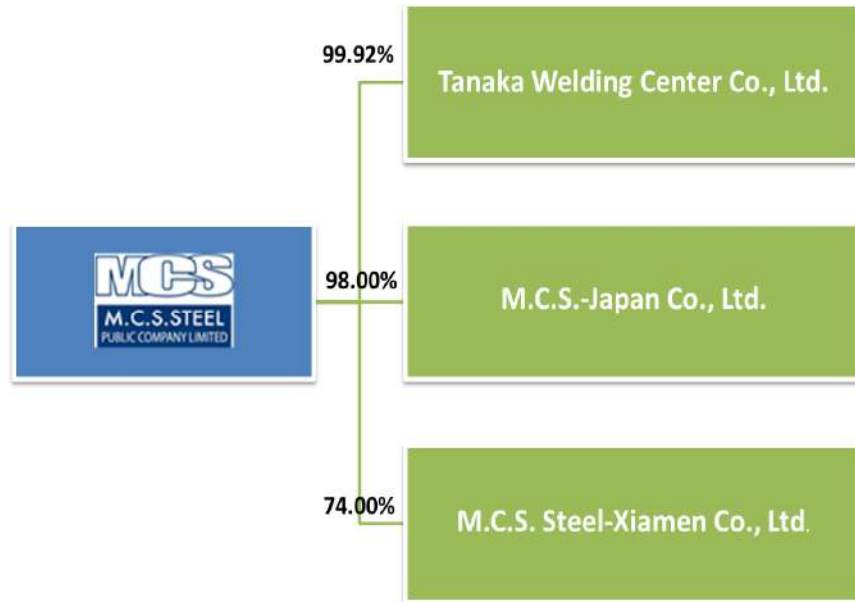 99.92%
Tanaka Welding Center Co., Ltd.
MCS
M.C.S.STEEL
PUBLIC COMPANY LIMITED
98.00%
M.C.S.-Japan Co., Ltd.
74.00%
M.C.S. Steel-Xiamen Co., Ltd.